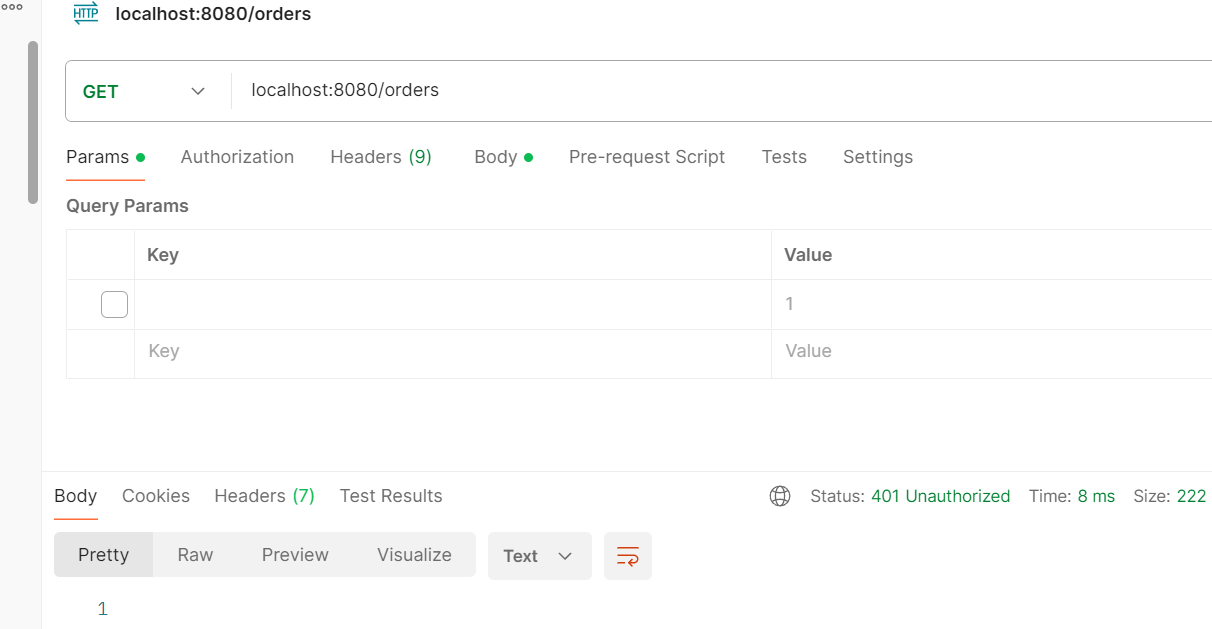 HTTP localhost:8080/orders
GET localhost:8080/orders
Params Authorization Headers (9) Body Pre-request Script Tests Settings
Query Params
Key Value
1
Key Value
Body Cookies Headers (7) Test Results Status: 401 Unauthorized Time: 8 ms Size: 222
Pretty Raw Preview Visualize Text
1